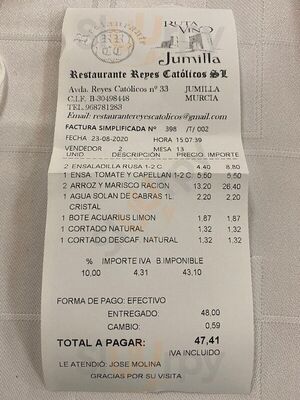 Restaurante
RR
CC
RUTA
VINO
Jumilla
Restaurante Reyes Católicos SL
Avda. Reyes Católicos nº 33 JUMILLA
C.I.F. B-30498448 MURCIA
TEL. 968781283
Email: restaurantereyescatolicos@gmail.com
FACTURA SIMPLIFICADA Nº 398 /T/ 002
FECHA 23-08-2020 HORA 15:07:39
VENDEDOR 2 MESA 13
UNID DESCRIPCIÓN PRECIO IMPORTE
2 ENSALADILLA RUSA 1-2 C. 4,40 8,80
1 ENSA. TOMATE Y CAPELLAN 1-2 C. 5,50 5,50
2 ARROZ Y MARISCO RACION 13,20 26,40
1 AGUA SOLAN DE CABRAS 1L 2,20 2,20
CRISTAL
1 BOTE ACUARIUS LIMON 1,87 1,87
1 CORTADO NATURAL 1,32 1,32
1 CORTADO DESCAF. NATURAL 1,32 1,32
% IMPORTE IVA B.IMPONIBLE
10,00 4,31 43,10
FORMA DE PAGO: EFECTIVO
ENTREGADO: 48,00
CAMBIO: 0,59
TOTAL A PAGAR: 47,41
IVA INCLUIDO
LE ATENDIÓ: JOSE MOLINA
GRACIAS POR SU VISITA